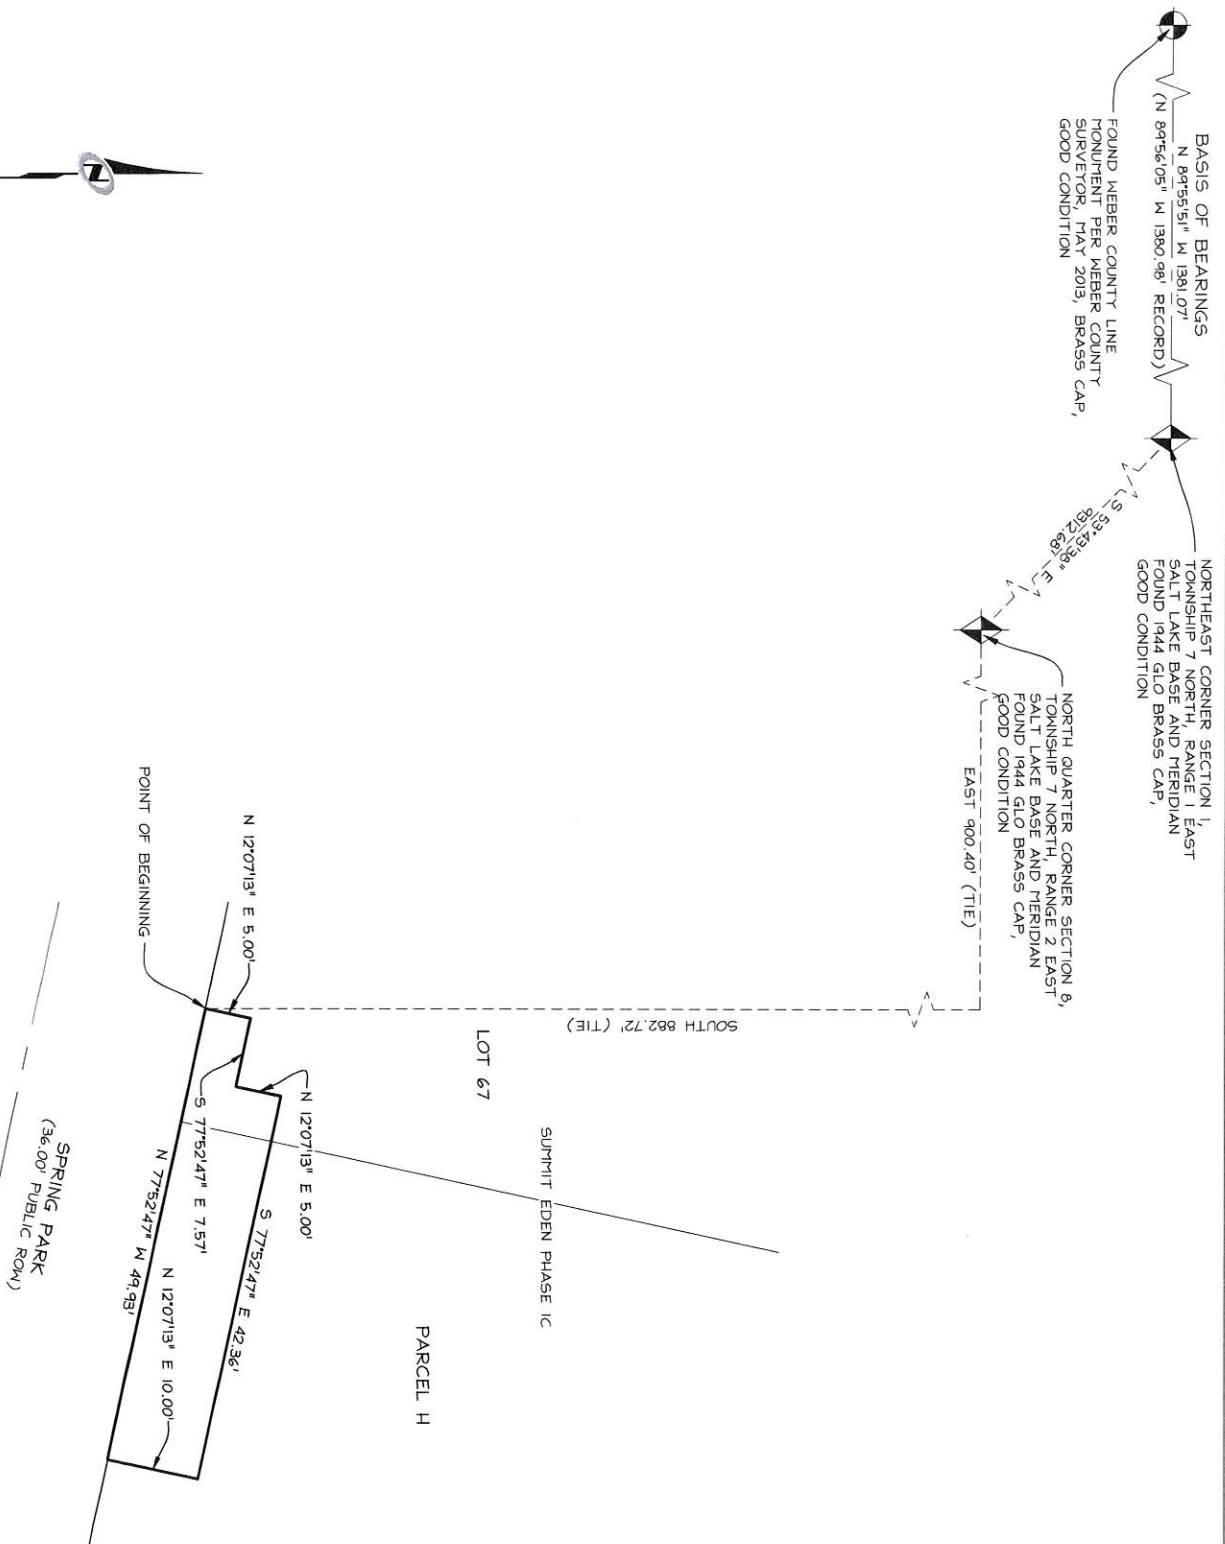 BASIS OF BEARINGS
N 89°55'51" W 1381.07'
(N 89°56'05" W 1380.98' RECORD)
FOUND WEBER COUNTY LINE
MONUMENT PER WEBER COUNTY
SURVEYOR, MAY 2013, BRASS CAP,
GOOD CONDITION
NORTHEAST CORNER SECTION 1,
TOWNSHIP 7 NORTH, RANGE 1 EAST
SALT LAKE BASE AND MERIDIAN
FOUND 1944 GLO BRASS CAP,
GOOD CONDITION
S 53°43'38" E
9312.68'
NORTH QUARTER CORNER SECTION 8,
TOWNSHIP 7 NORTH, RANGE 2 EAST
SALT LAKE BASE AND MERIDIAN
FOUND 1944 GLO BRASS CAP,
GOOD CONDITION
EAST 900.40' (TIE)
SOUTH 882.72' (TIE)
LOT 67
SUMMIT EDEN PHASE 1C
PARCEL H
N 12°07'13" E 5.00'
POINT OF BEGINNING
N 12°07'13" E 5.00'
S 77°52'47" E 7.57'
S 77°52'47" E 42.36'
N 12°07'13" E 10.00'
N 77°52'47" W 49.93'
SPRING PARK
(36.00' PUBLIC ROW)
N